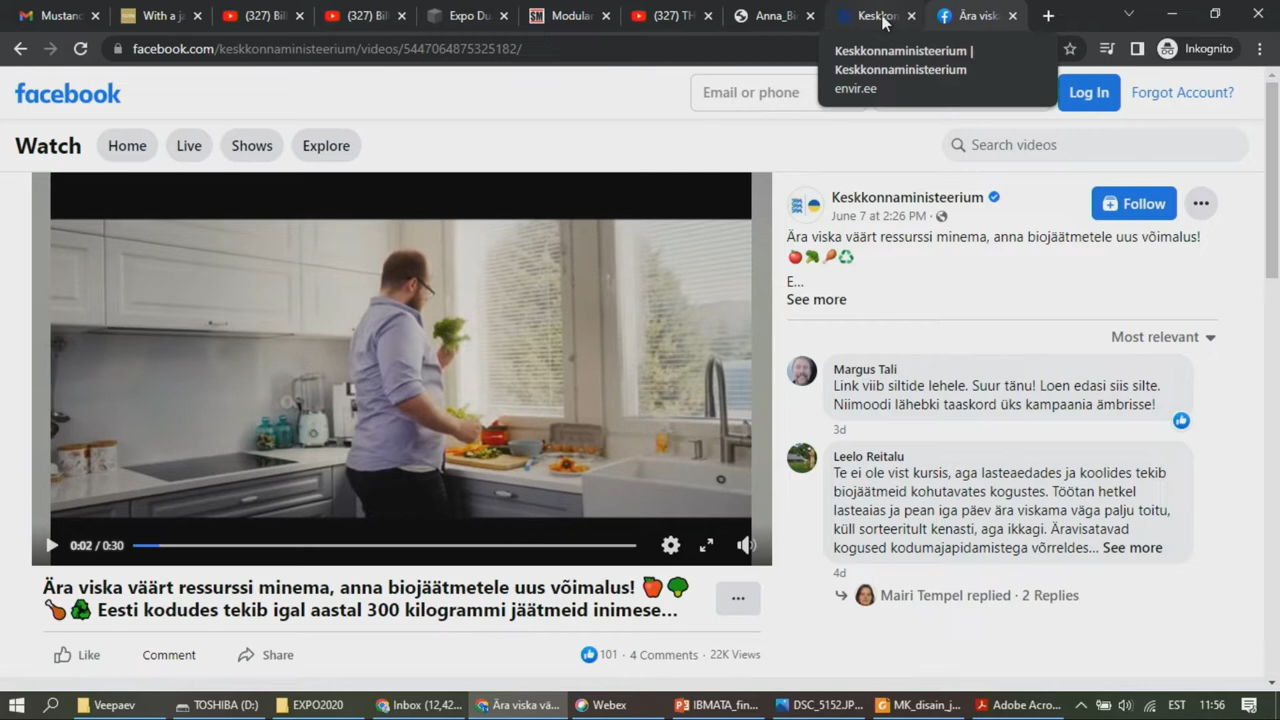 Mustan
With a ja
(327) Bil
(327) Bil
Expo Du
Modular
(327) TH
Anna_Bi
Keskkon
Ära visk
facebook.com/keskkonnaministeerium/videos/5447064875325182/
Inkognito
Keskkonnaministeerium |
Keskkonnaministeerium
envir.ee
facebook
Email or phone
Log In
Forgot Account?
Watch
Home
Live
Shows
Explore
Search videos
Keskkonnaministeerium
June 7 at 2:26 PM ·
Follow
Ära viska väärt ressurssi minema, anna biojäätmetele uus võimalus!
🍎🥦🍗♻️
E...
See more
Most relevant
Margus Tali
Link viib siltide lehele. Suur tänu! Loen edasi siis silte.
Niimoodi lähebki taaskord üks kampaania ämbrisse!
3d
Leelo Reitalu
Te ei ole vist kursis, aga lasteaedades ja koolides tekib
biojäätmeid kohutavates kogustes. Töötan hetkel
lasteaias ja pean iga päev ära viskama väga palju toitu,
küll sorteeritult kenasti, aga ikkagi. Äravisatavad
kogused kodumajapidamistega võrreldes... See more
4d
Mairi Tempel replied · 2 Replies
0:02 / 0:30
Ära viska väärt ressurssi minema, anna biojäätmetele uus võimalus! 🍎🥦
🍗♻️ Eesti kodudes tekib igal aastal 300 kilogrammi jäätmeid inimese...
Like
Comment
Share
101 · 4 Comments · 22K Views
Veepaev
TOSHIBA (D:)
EXPO2020
Inbox (12,42...
Ära viska vä...
Webex
IBMATA_fin...
DSC_5152.JP...
MK_disain_j...
Adobe Acro...
EST
11:56